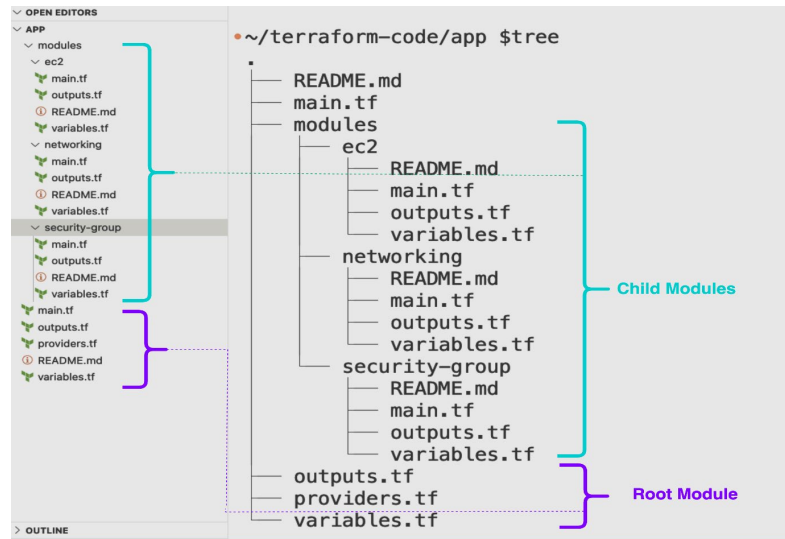 OPEN EDITORS
APP
modules
ec2
main.tf
outputs.tf
README.md
variables.tf
networking
main.tf
outputs.tf
README.md
variables.tf
security-group
main.tf
outputs.tf
README.md
variables.tf
main.tf
outputs.tf
providers.tf
README.md
variables.tf
OUTLINE
~/terraform-code/app $tree
.
README.md
main.tf
modules
ec2
README.md
main.tf
outputs.tf
variables.tf
networking
README.md
main.tf
outputs.tf
variables.tf
security-group
README.md
main.tf
outputs.tf
variables.tf
outputs.tf
providers.tf
variables.tf
Child Modules
Root Module